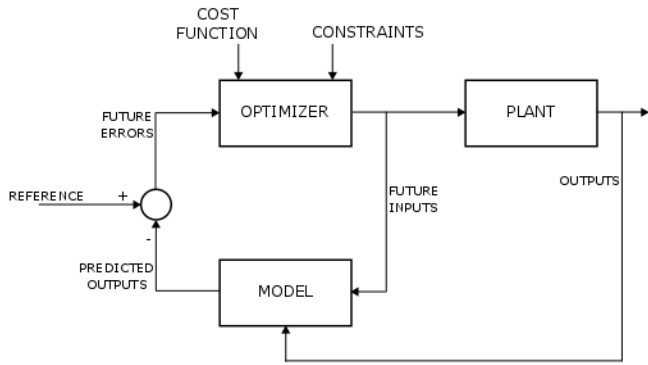 COST
FUNCTION
CONSTRAINTS
FUTURE
ERRORS
OPTIMIZER
PLANT
REFERENCE
+
-
FUTURE
INPUTS
OUTPUTS
PREDICTED
OUTPUTS
MODEL